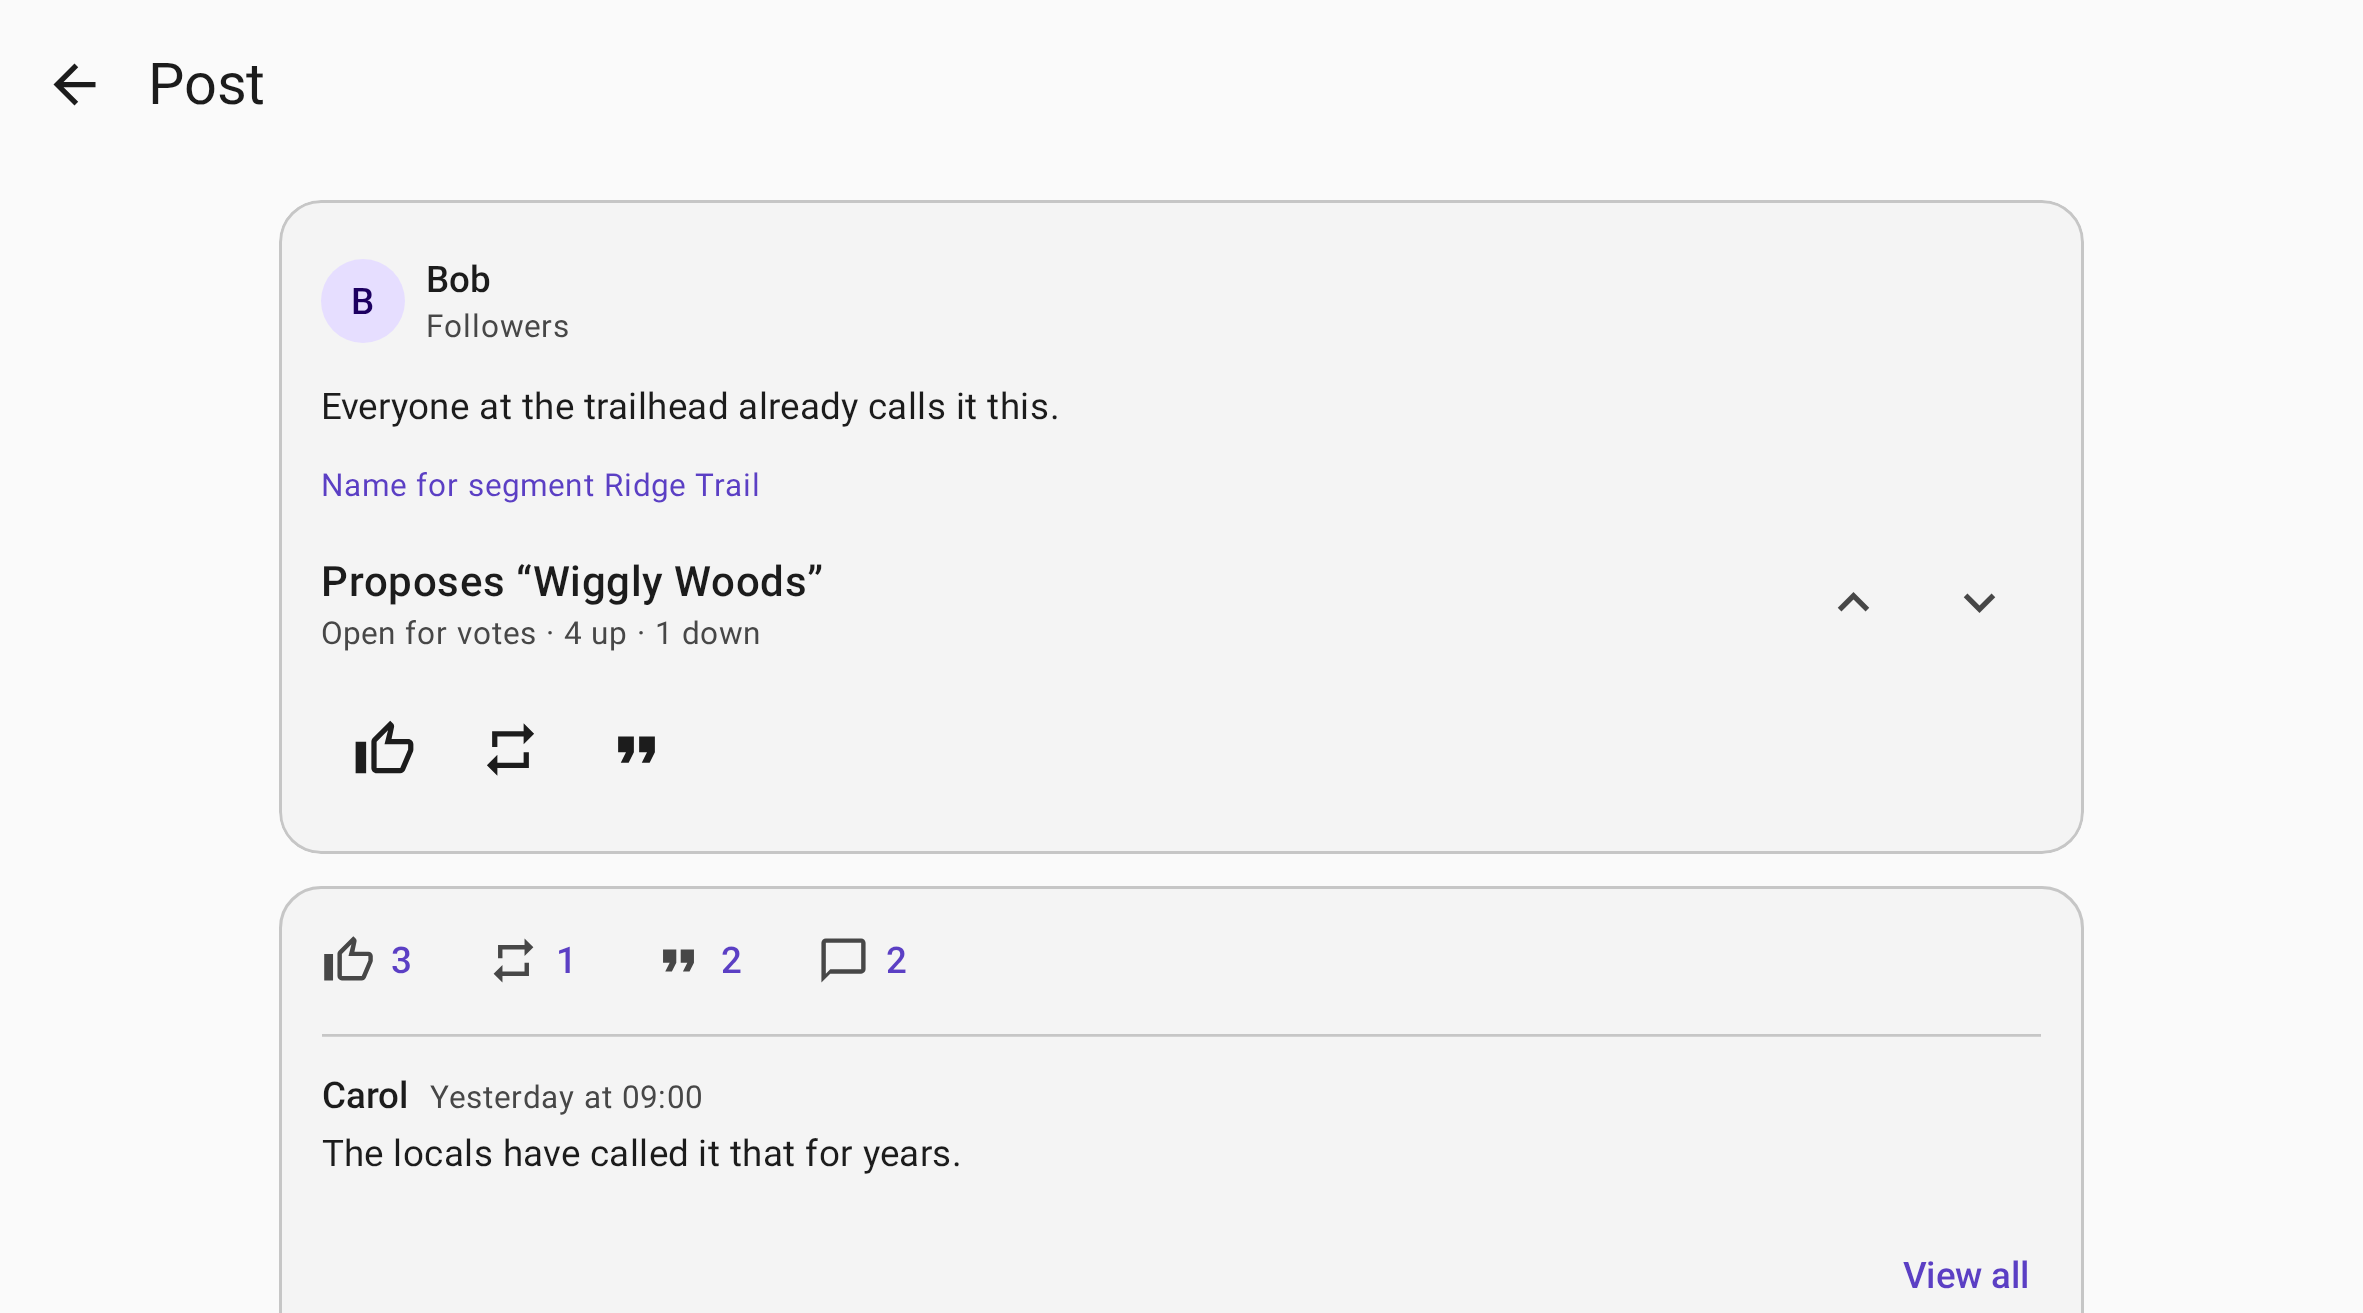 Post
B
Bob
Followers
Everyone at the trailhead already calls it this.
Name for segment Ridge Trail
Proposes “Wiggly Woods”
Open for votes · 4 up · 1 down
3 1 2 2
Carol Yesterday at 09:00
The locals have called it that for years.
View all